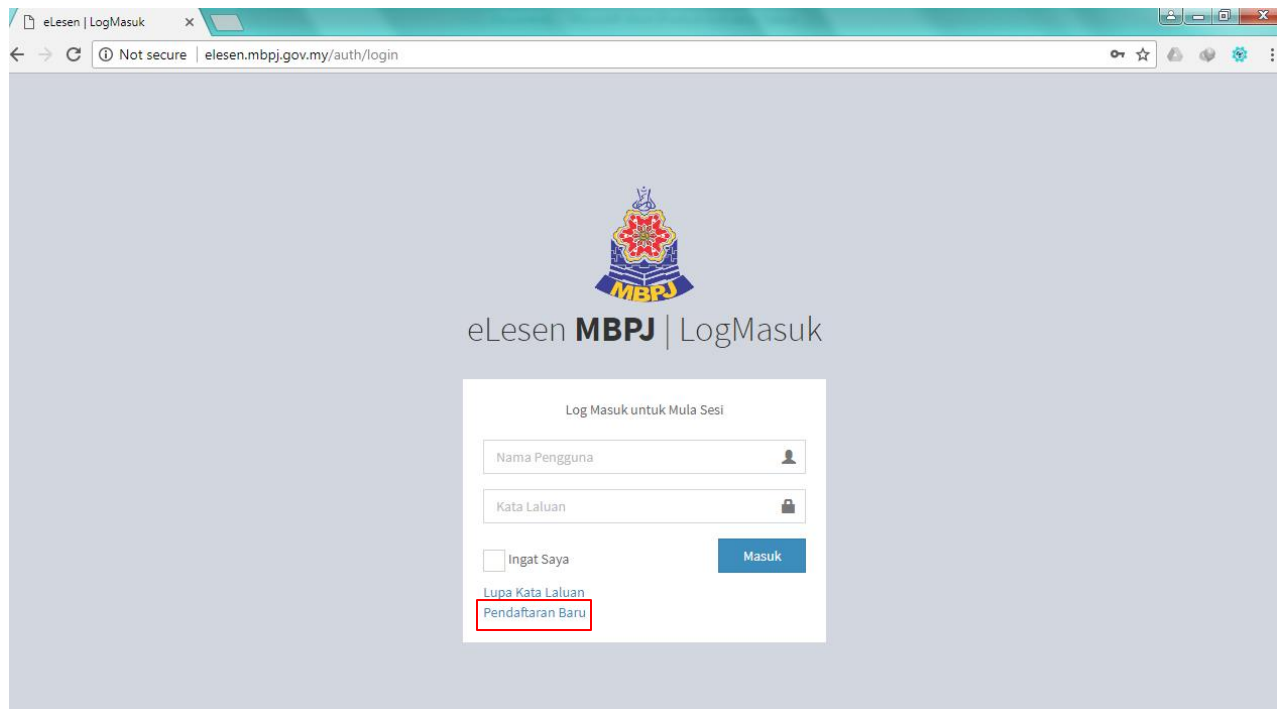 eLesen | LogMasuk
Not secure | elesen.mbpj.gov.my/auth/login
MBPJ
eLesen MBPJ | LogMasuk
Log Masuk untuk Mula Sesi
Nama Pengguna
Kata Laluan
Ingat Saya
Masuk
Lupa Kata Laluan
Pendaftaran Baru